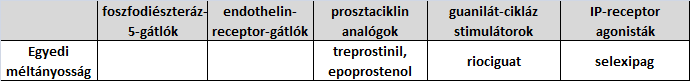 foszfodiészteráz-5-gátlók	endothelin-receptor-gátlók	prosztaciklin analógok	guanilát-cikláz stimulátorok	IP-receptor agonisták
Egyedi méltányosság			treprostinil, epoprostenol	riociguat	selexipag